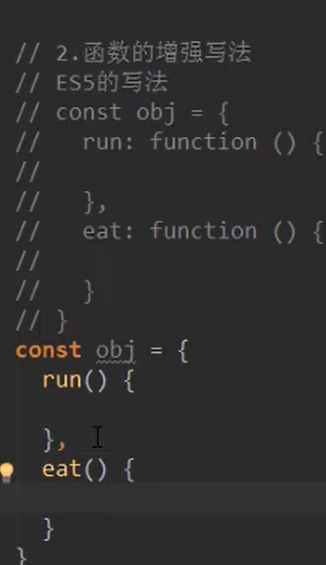 // 2.函数的增强写法
// ES5的写法
// const obj = {
//   run: function () {
//
//   },
//   eat: function () {
//
//   }
// }
const obj = {
  run() {
  },
  eat() {
  }
}